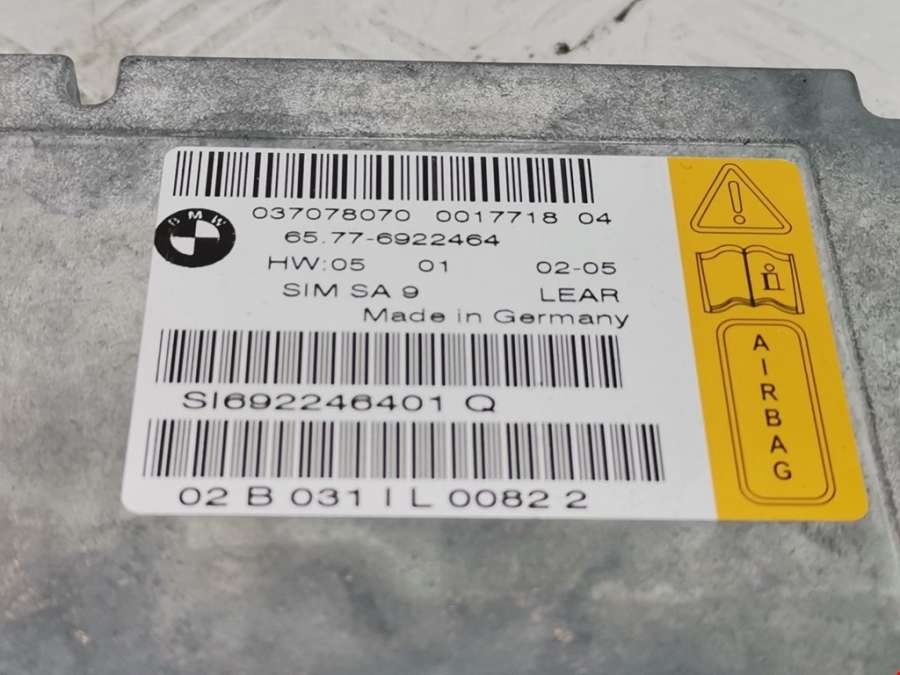 BMW
037078070 0017718 04
65.77-6922464
HW:05 01 02-05
SIM SA 9 LEAR
Made in Germany
SI692246401 Q
02 B 031 I L 0082 2
AIRBAG